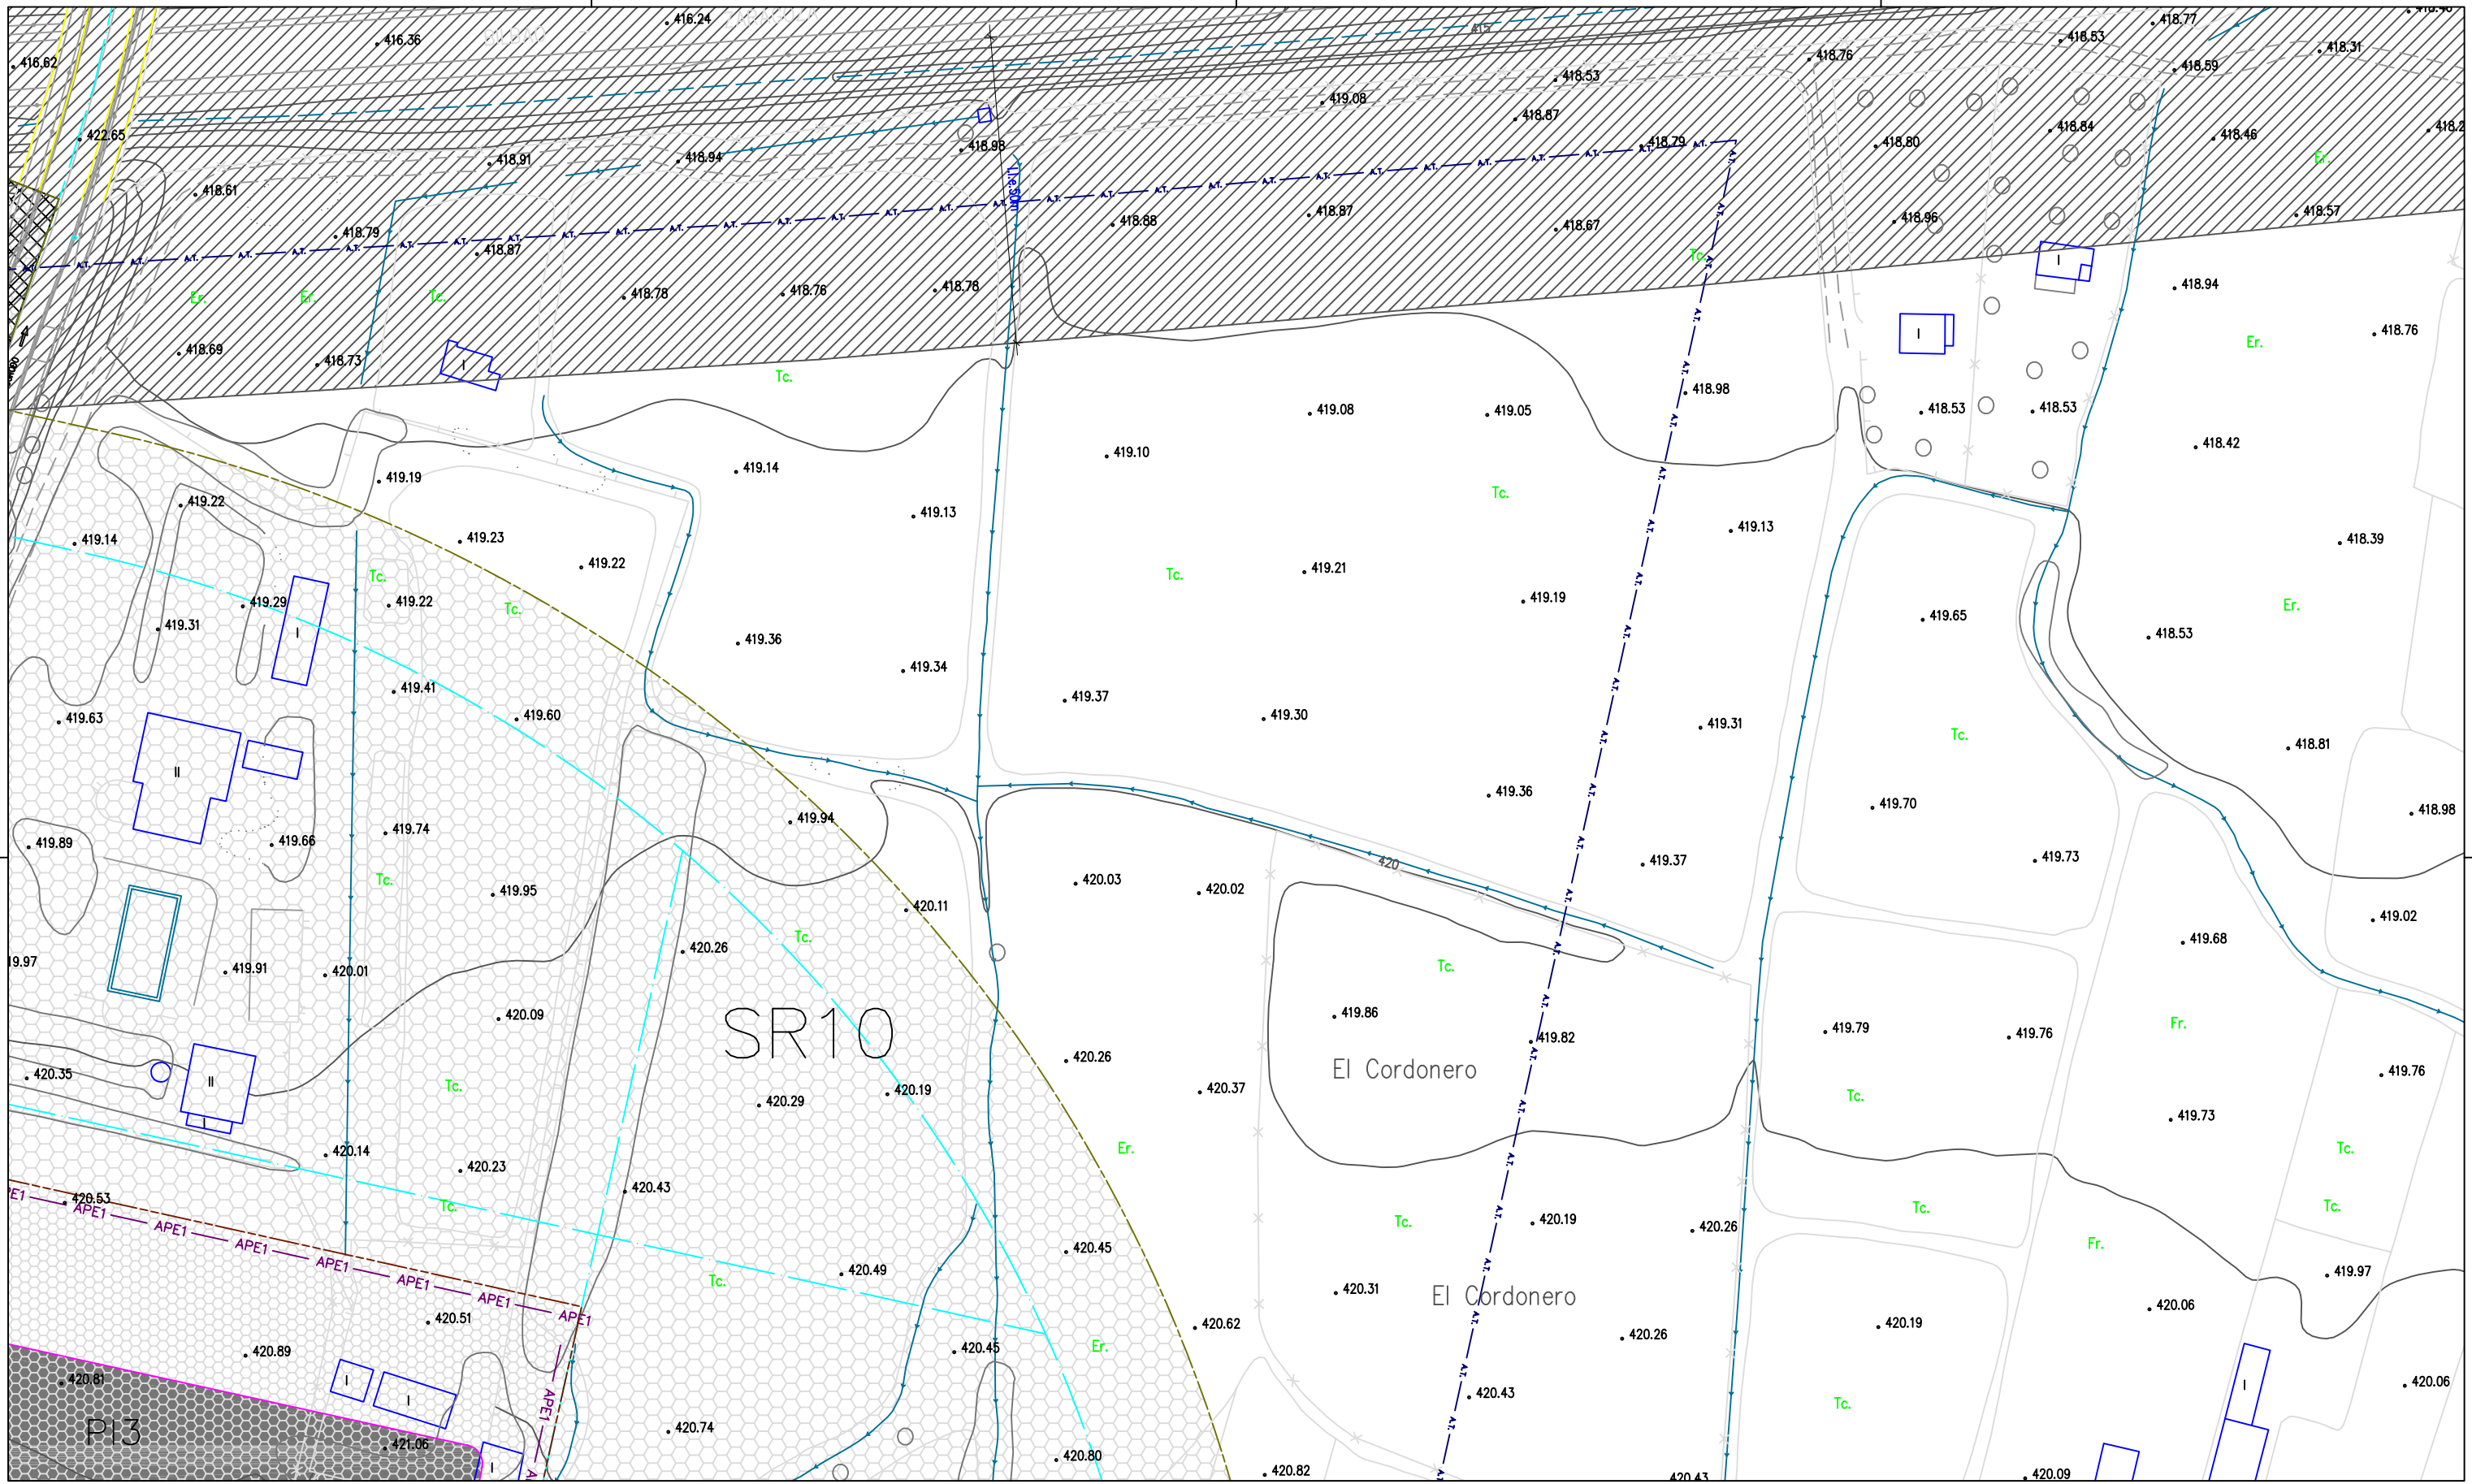 416.24
ZARAGOZA
418.77
416.36
BILBAO
415
418.53
418.31
416.62
418.76
418.59
418.53
419.08
418.87
422.65
418.98
418.79
418.80
418.84
418.46
418.91
418.94
Er.
418.61
L.I.e.50m
418.88
418.87
418.67
418.96
418.57
418.79
418.87
A.T. A.T. A.T. A.T. A.T. A.T. A.T. A.T. A.T. A.T. A.T. A.T. A.T. A.T. A.T. A.T. A.T.
Tc.
I
Er. Er. Tc.
418.78
418.76
418.78
418.94
418.69
418.73
I
I
Er.
418.76
Tc.
418.98
419.08
419.05
418.53
418.53
418.42
419.10
419.14
419.19
Tc.
419.22
419.13
419.13
419.14
419.23
419.22
418.39
419.21
Tc.
Tc.
Tc.
419.29
419.22
419.19
Er.
419.65
419.31
I
418.53
419.36
419.34
419.41
419.37
419.63
419.60
419.30
419.31
Tc.
418.81
II
419.36
419.70
418.98
419.94
419.74
419.89
419.66
419.37
419.73
420
Tc.
419.95
420.03
420.02
420.11
419.02
Tc.
420.26
419.68
Tc.
419.91
420.01
420.09
SR10
419.86
419.82
419.79
419.76
Fr.
El Cordonero
420.35
II
I
Tc.
420.26
420.29
420.19
420.37
Tc.
419.76
419.73
Er.
Tc.
420.14
420.23
420.43
420.53
Tc.
Tc.
Tc.
Tc.
420.19
420.26
APE1 APE1 APE1 APE1 APE1 APE1 APE1
420.45
Fr.
420.49
Tc.
419.97
420.31
El Cordonero
420.06
420.51
420.62
420.26
420.19
420.89
420.45
Er.
420.81
I
I
I
420.43
420.06
Tc.
PI3
APE1
421.06
420.74
420.80
I
420.82
420.43
420.09